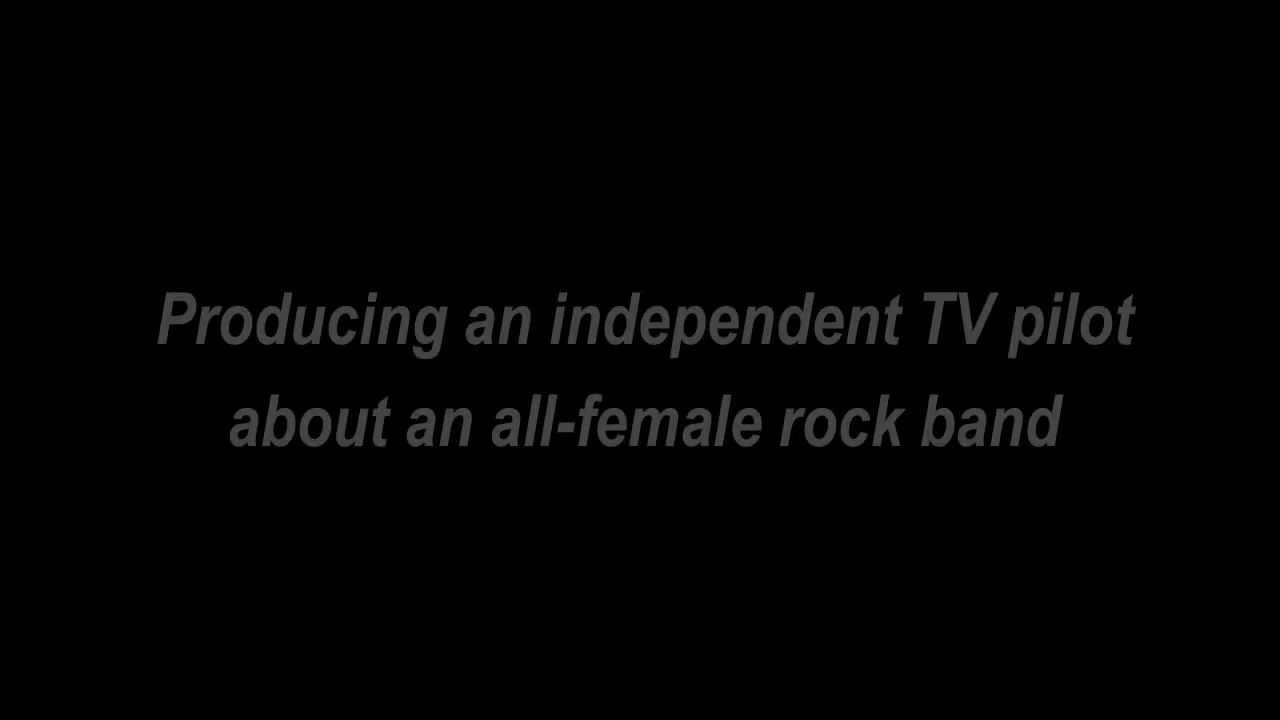 Producing an independent TV pilot
about an all-female rock band